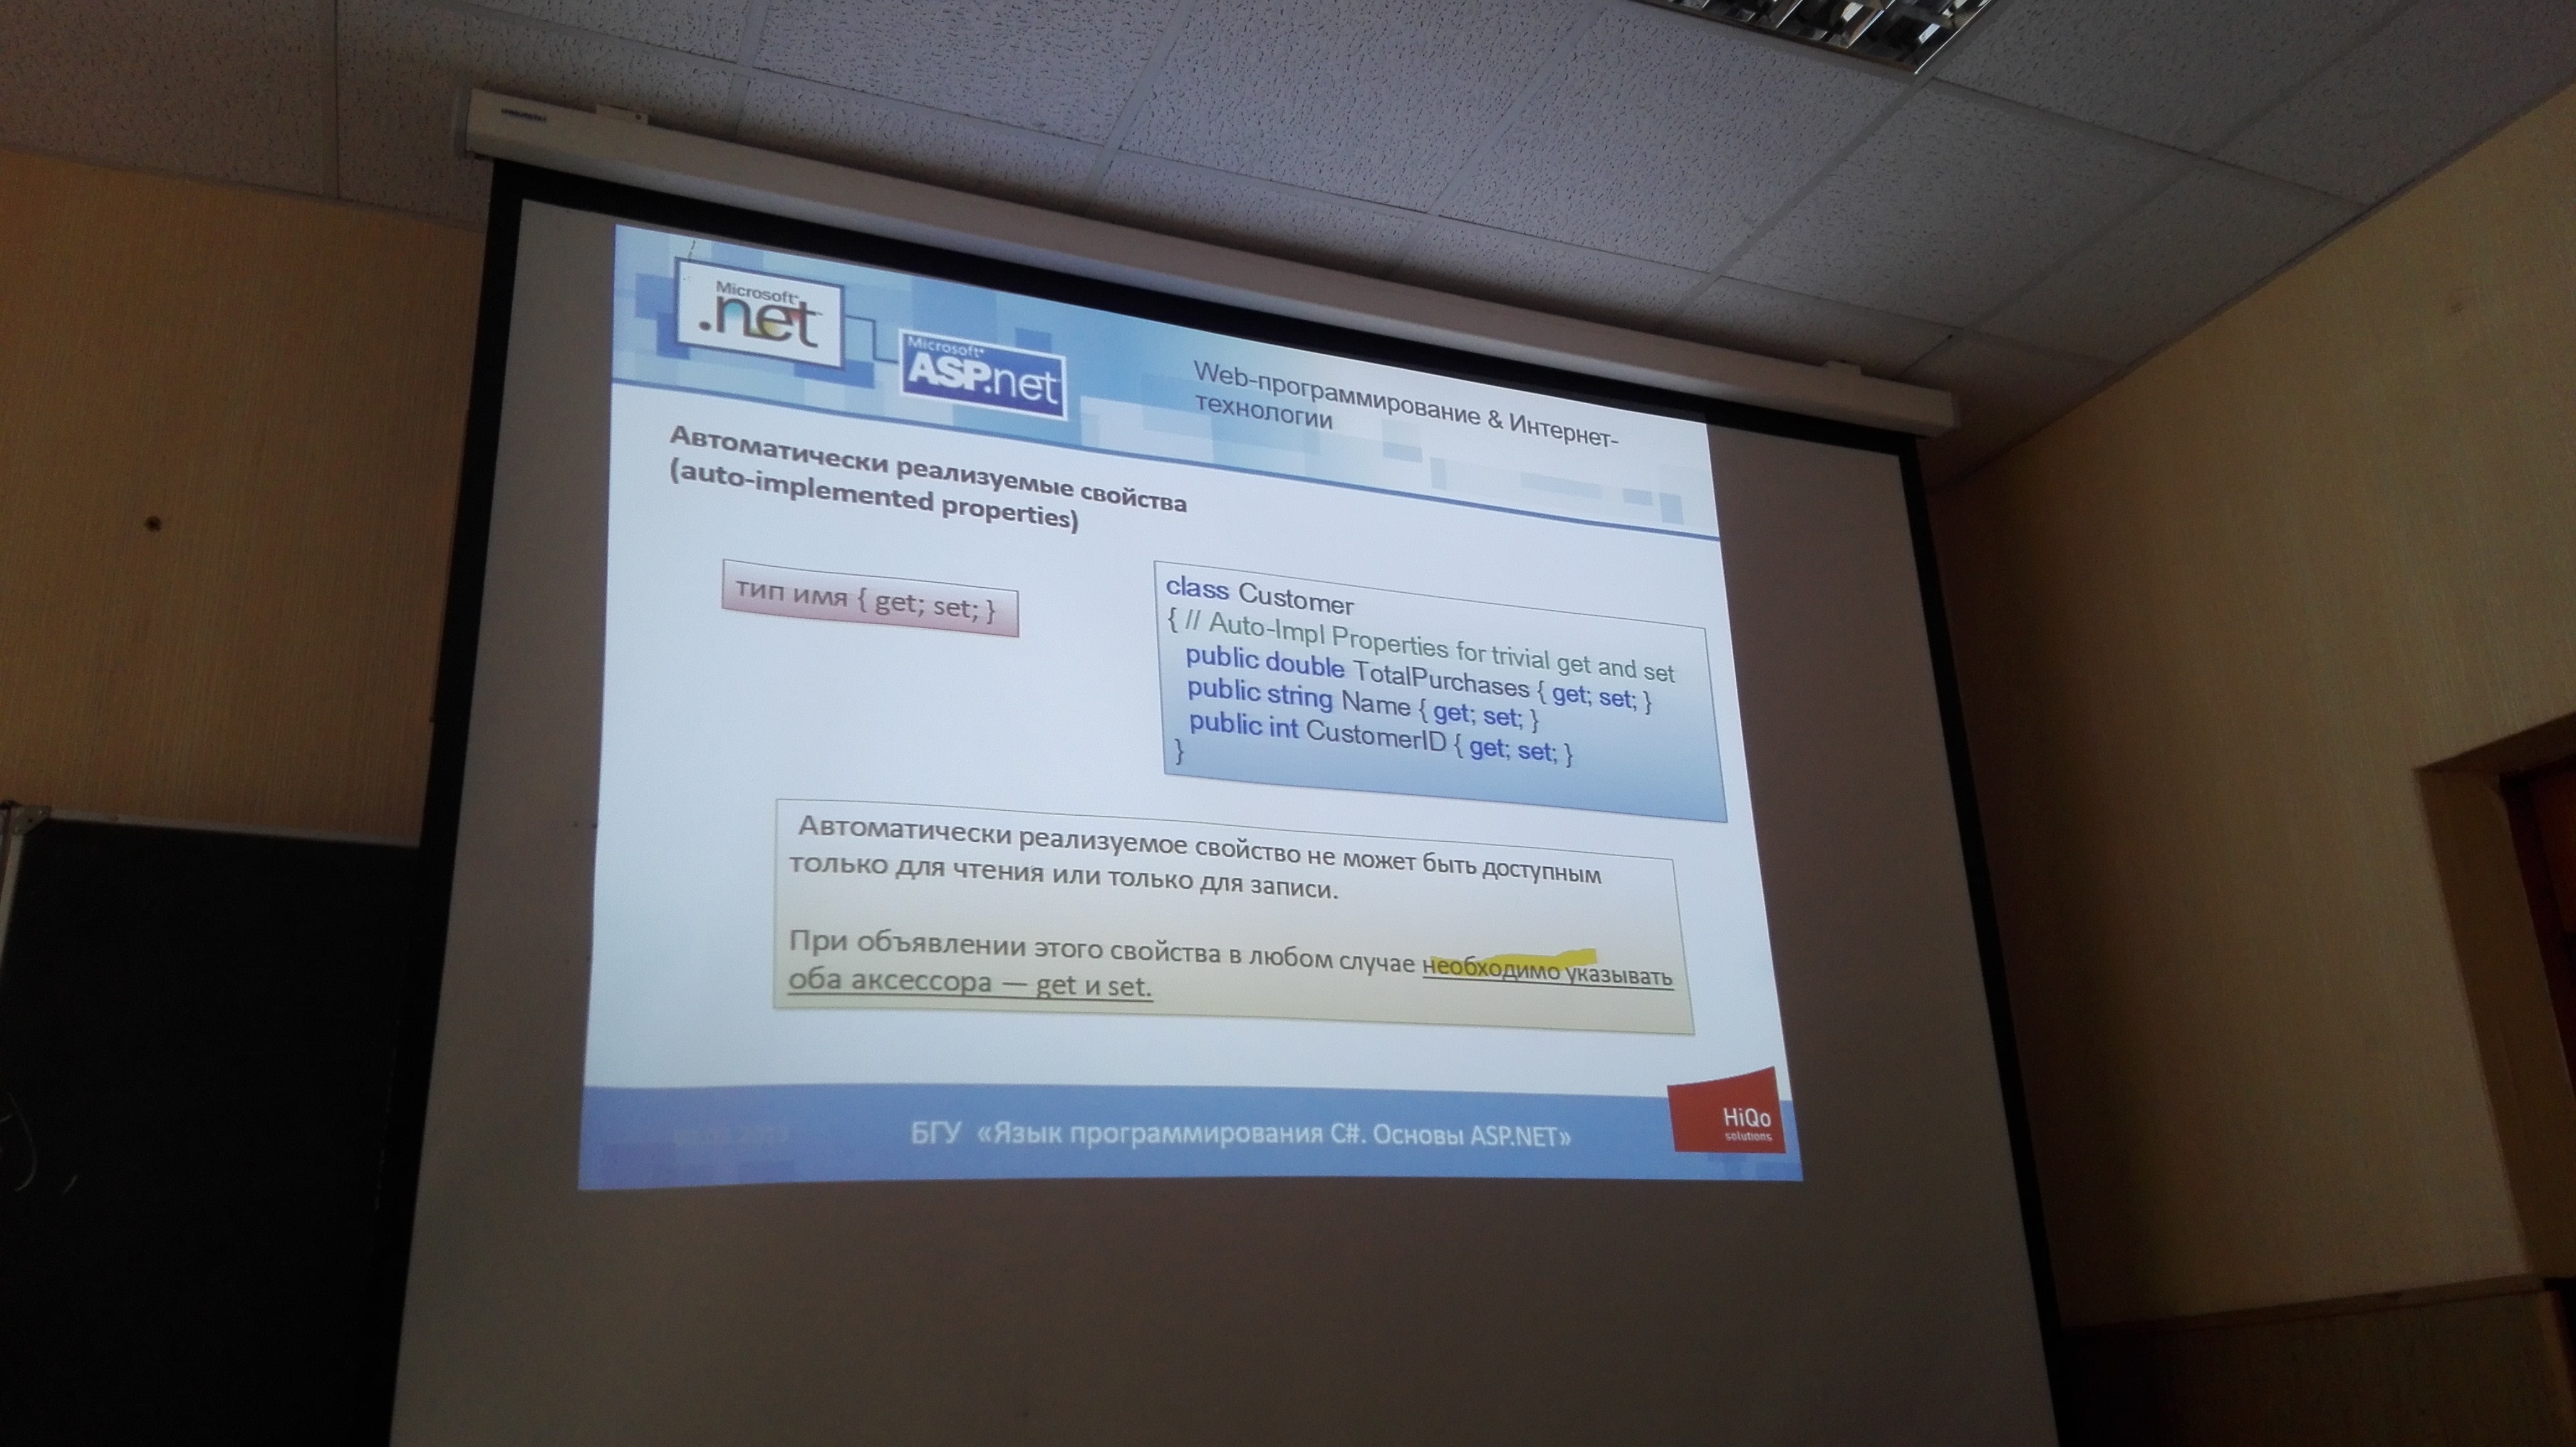 Microsoft
.net
Microsoft
ASP.net
Web-программирование & Интернет-
технологии
Автоматически реализуемые свойства
(auto-implemented properties)
тип имя { get; set; }
class Customer
{ // Auto-Impl Properties for trivial get and set
public double TotalPurchases { get; set; }
public string Name { get; set; }
public int CustomerID { get; set; }
}
Автоматически реализуемое свойство не может быть доступным
только для чтения или только для записи.
При объявлении этого свойства в любом случае необходимо указывать
оба аксессора — get и set.
БГУ «Язык программирования C#. Основы ASP.NET»
HiQo
solutions